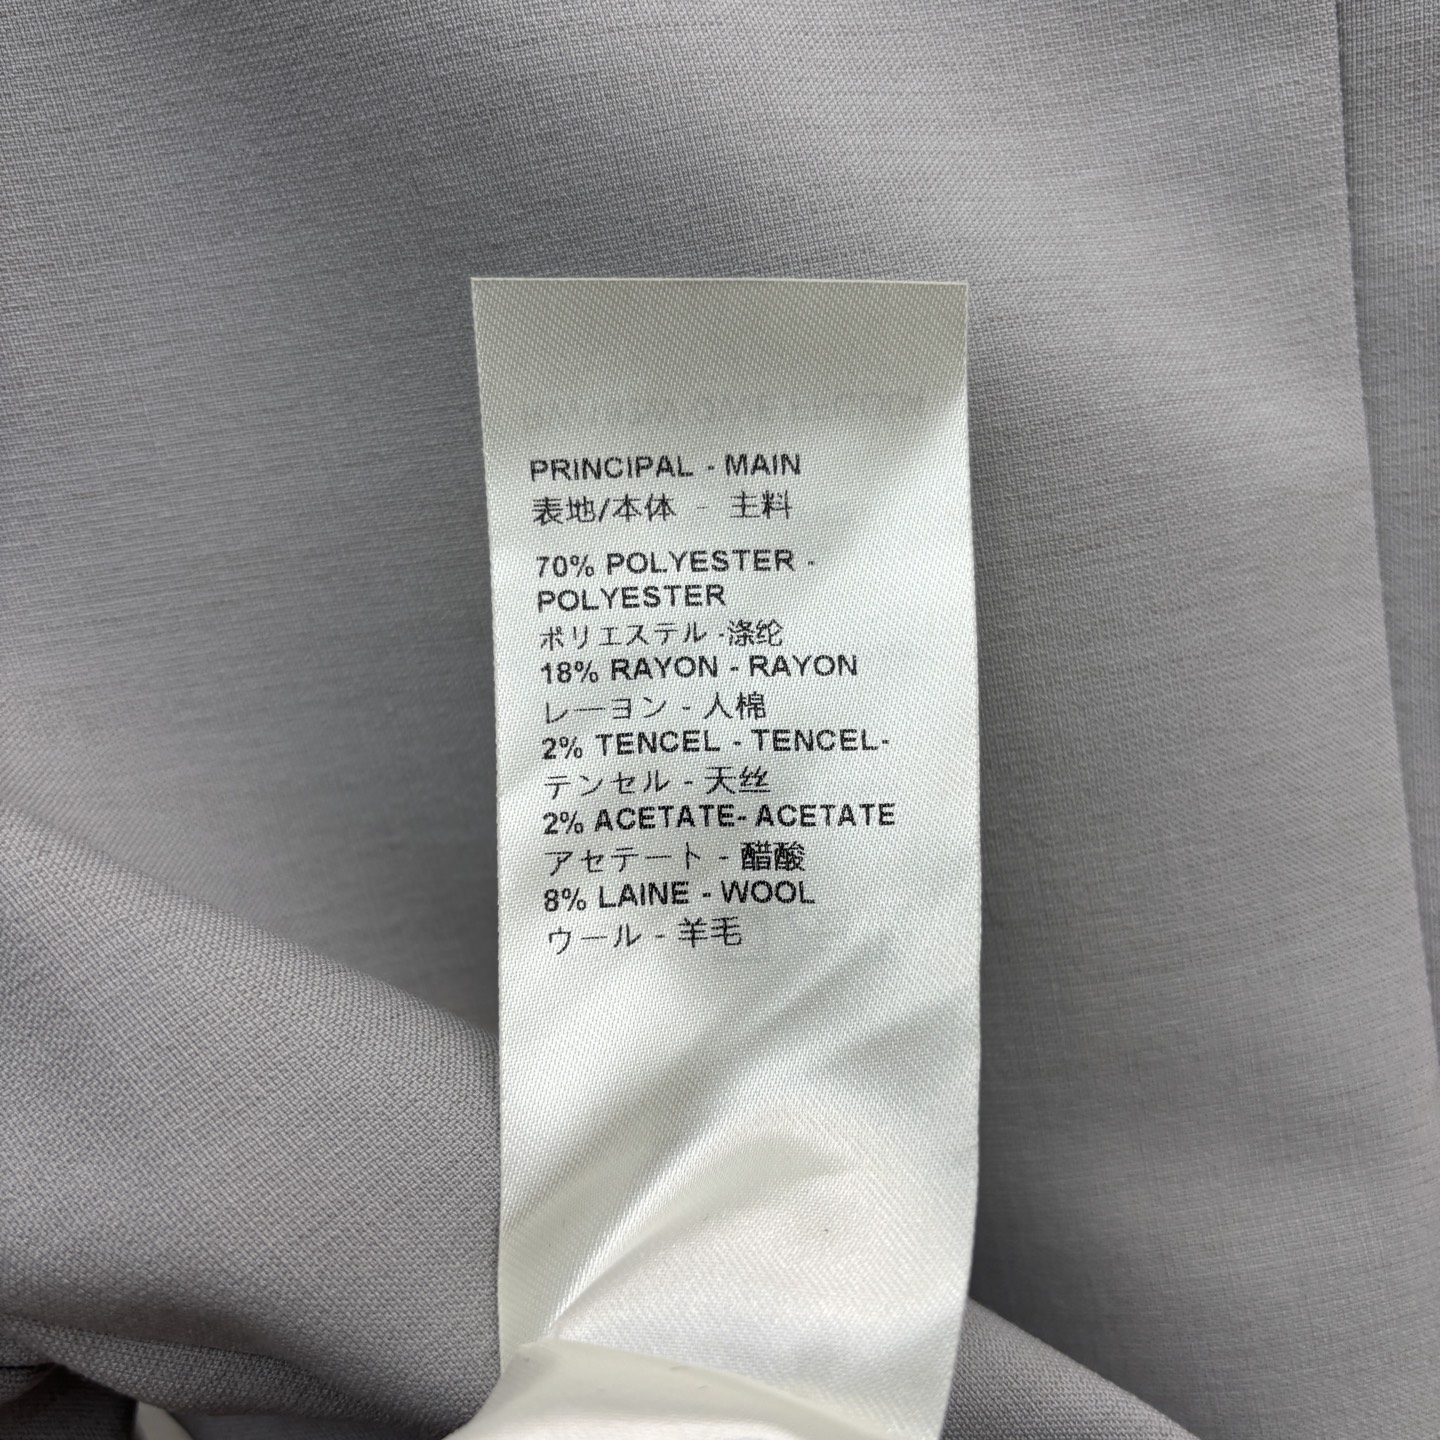 PRINCIPAL - MAIN
表地/本体 - 主料
70% POLYESTER -
POLYESTER
ポリエステル -涤纶
18% RAYON - RAYON
レーヨン - 人棉
2% TENCEL - TENCEL-
テンセル - 天丝
2% ACETATE- ACETATE
アセテート - 醋酸
8% LAINE - WOOL
ウール - 羊毛